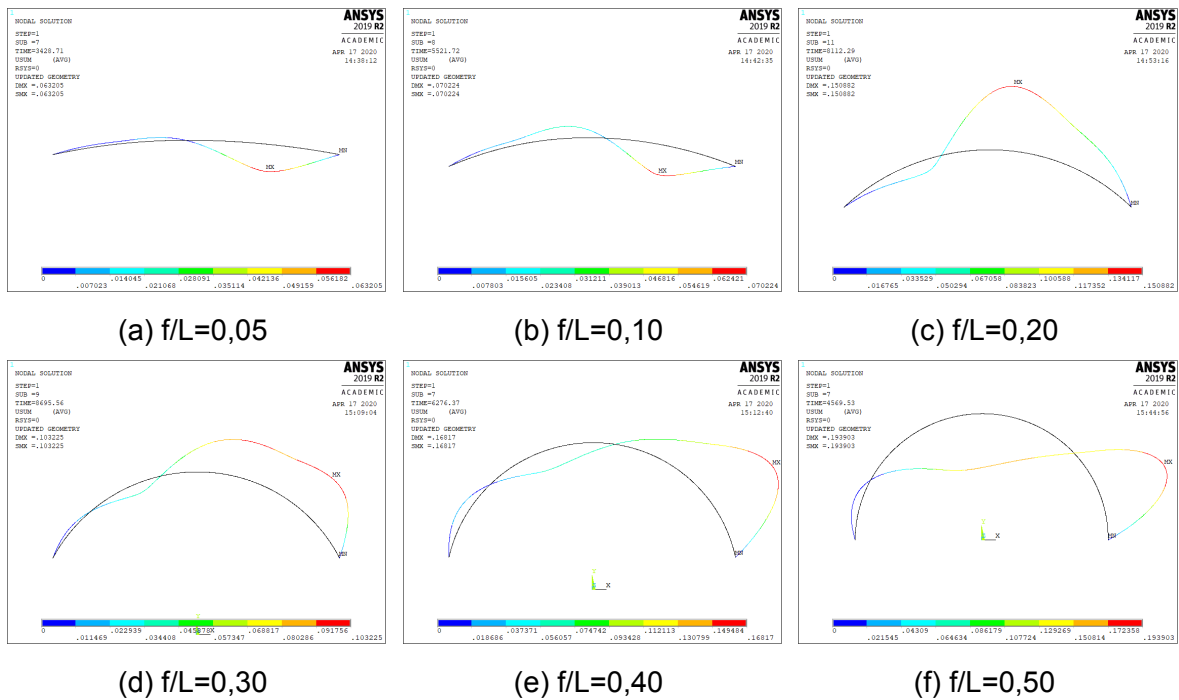 1
NODAL SOLUTION
STEP=1
SUB =7
TIME=3428.71
USUM (AVG)
RSYS=0
UPDATED GEOMETRY
DMX =.063205
SMX =.063205
ANSYS
2019 R2
ACADEMIC
APR 17 2020
14:38:12
MX
MN
0 .014045 .028091 .042136 .056182
.007023 .021068 .035114 .049159 .063205
(a) f/L=0,05
1
NODAL SOLUTION
STEP=1
SUB =8
TIME=5521.72
USUM (AVG)
RSYS=0
UPDATED GEOMETRY
DMX =.070224
SMX =.070224
ANSYS
2019 R2
ACADEMIC
APR 17 2020
14:42:35
MX
MN
0 .015605 .031211 .046816 .062421
.007803 .023408 .039013 .054619 .070224
(b) f/L=0,10
1
NODAL SOLUTION
STEP=1
SUB =11
TIME=8112.29
USUM (AVG)
RSYS=0
UPDATED GEOMETRY
DMX =.150882
SMX =.150882
ANSYS
2019 R2
ACADEMIC
APR 17 2020
14:53:16
MX
MN
0 .033529 .067058 .100588 .134117
.016765 .050294 .083823 .117352 .150882
(c) f/L=0,20
1
NODAL SOLUTION
STEP=1
SUB =9
TIME=8695.56
USUM (AVG)
RSYS=0
UPDATED GEOMETRY
DMX =.103225
SMX =.103225
ANSYS
2019 R2
ACADEMIC
APR 17 2020
15:09:04
MX
MN
Y
X
0 .022939 .045878 .068817 .091756
.011469 .034408 .057347 .080286 .103225
(d) f/L=0,30
1
NODAL SOLUTION
STEP=1
SUB =7
TIME=6276.37
USUM (AVG)
RSYS=0
UPDATED GEOMETRY
DMX =.16817
SMX =.16817
ANSYS
2019 R2
ACADEMIC
APR 17 2020
15:12:40
MX
MN
Y
X
0 .037371 .074742 .112113 .149484
.018686 .056057 .093428 .130799 .16817
(e) f/L=0,40
1
NODAL SOLUTION
STEP=1
SUB =7
TIME=4569.53
USUM (AVG)
RSYS=0
UPDATED GEOMETRY
DMX =.193903
SMX =.193903
ANSYS
2019 R2
ACADEMIC
APR 17 2020
15:44:56
MX
MN
Y
X
0 .04309 .086179 .129269 .172358
.021545 .064634 .107724 .150814 .193903
(f) f/L=0,50